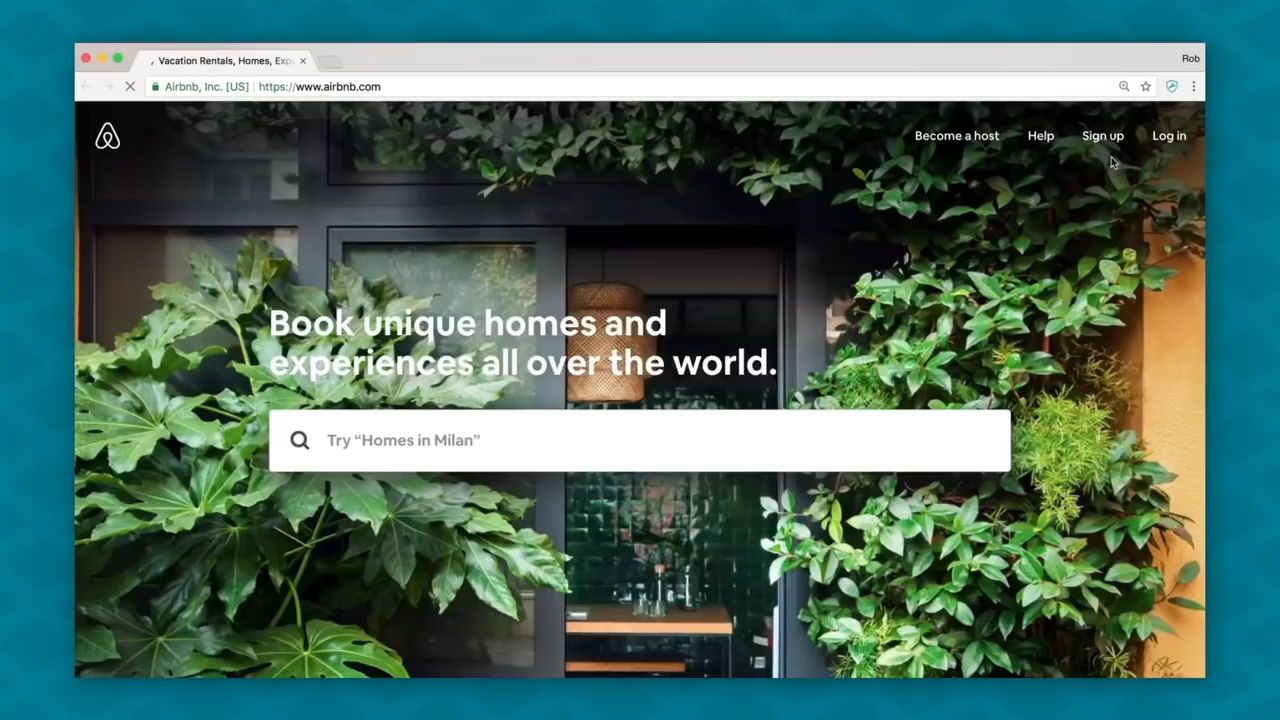 Vacation Rentals, Homes, Expe
Rob
Airbnb, Inc. [US]
https://www.airbnb.com
Become a host
Help
Sign up
Log in
Book unique homes and
experiences all over the world.
Try “Homes in Milan”